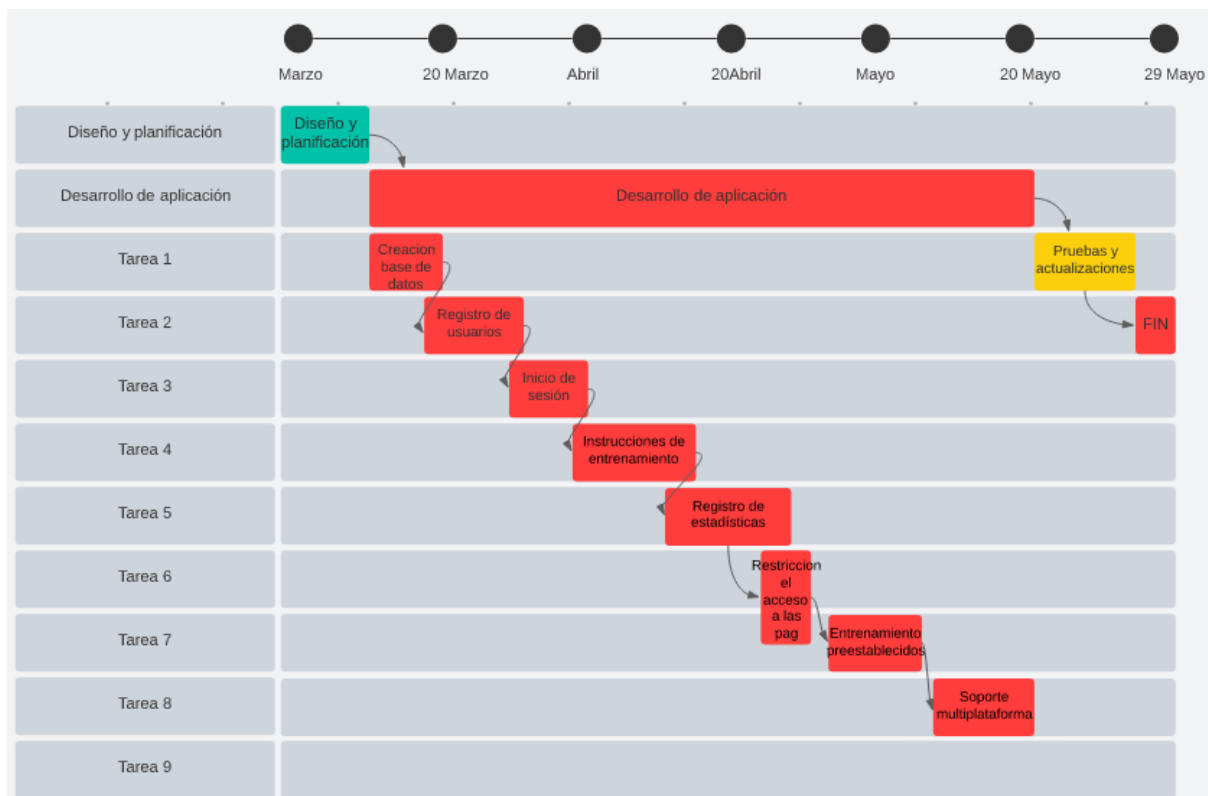 Marzo
20 Marzo
Abril
20Abril
Mayo
20 Mayo
29 Mayo
Diseño y planificación
Diseño y
planificación
Desarrollo de aplicación
Desarrollo de aplicación
Tarea 1
Creacion
base de
datos
Pruebas y
actualizaciones
Tarea 2
Registro de
usuarios
FIN
Tarea 3
Inicio de
sesión
Tarea 4
Instrucciones de
entrenamiento
Tarea 5
Registro de
estadísticas
Tarea 6
Restriccion
el
acceso
a las
pag
Tarea 7
Entrenamiento
preestablecidos
Tarea 8
Soporte
multiplataforma
Tarea 9